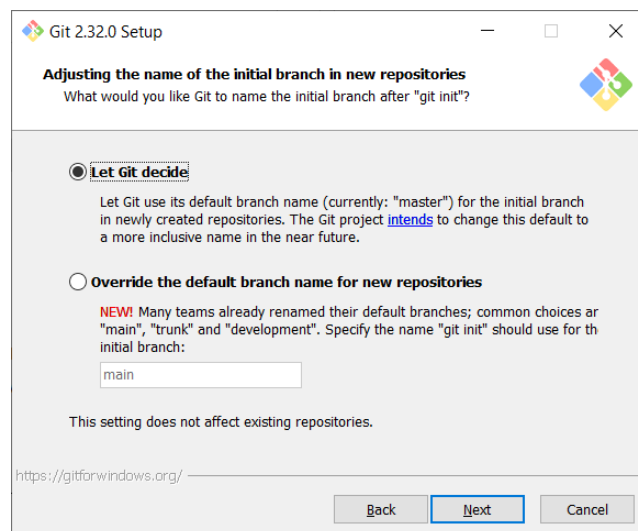 Git 2.32.0 Setup
Adjusting the name of the initial branch in new repositories
What would you like Git to name the initial branch after "git init"?
Let Git decide
Let Git use its default branch name (currently: "master") for the initial branch
in newly created repositories. The Git project intends to change this default to
a more inclusive name in the near future.
Override the default branch name for new repositories
NEW! Many teams already renamed their default branches; common choices ar
"main", "trunk" and "development". Specify the name "git init" should use for th
initial branch:
main
This setting does not affect existing repositories.
https://gitforwindows.org/
Back
Next
Cancel